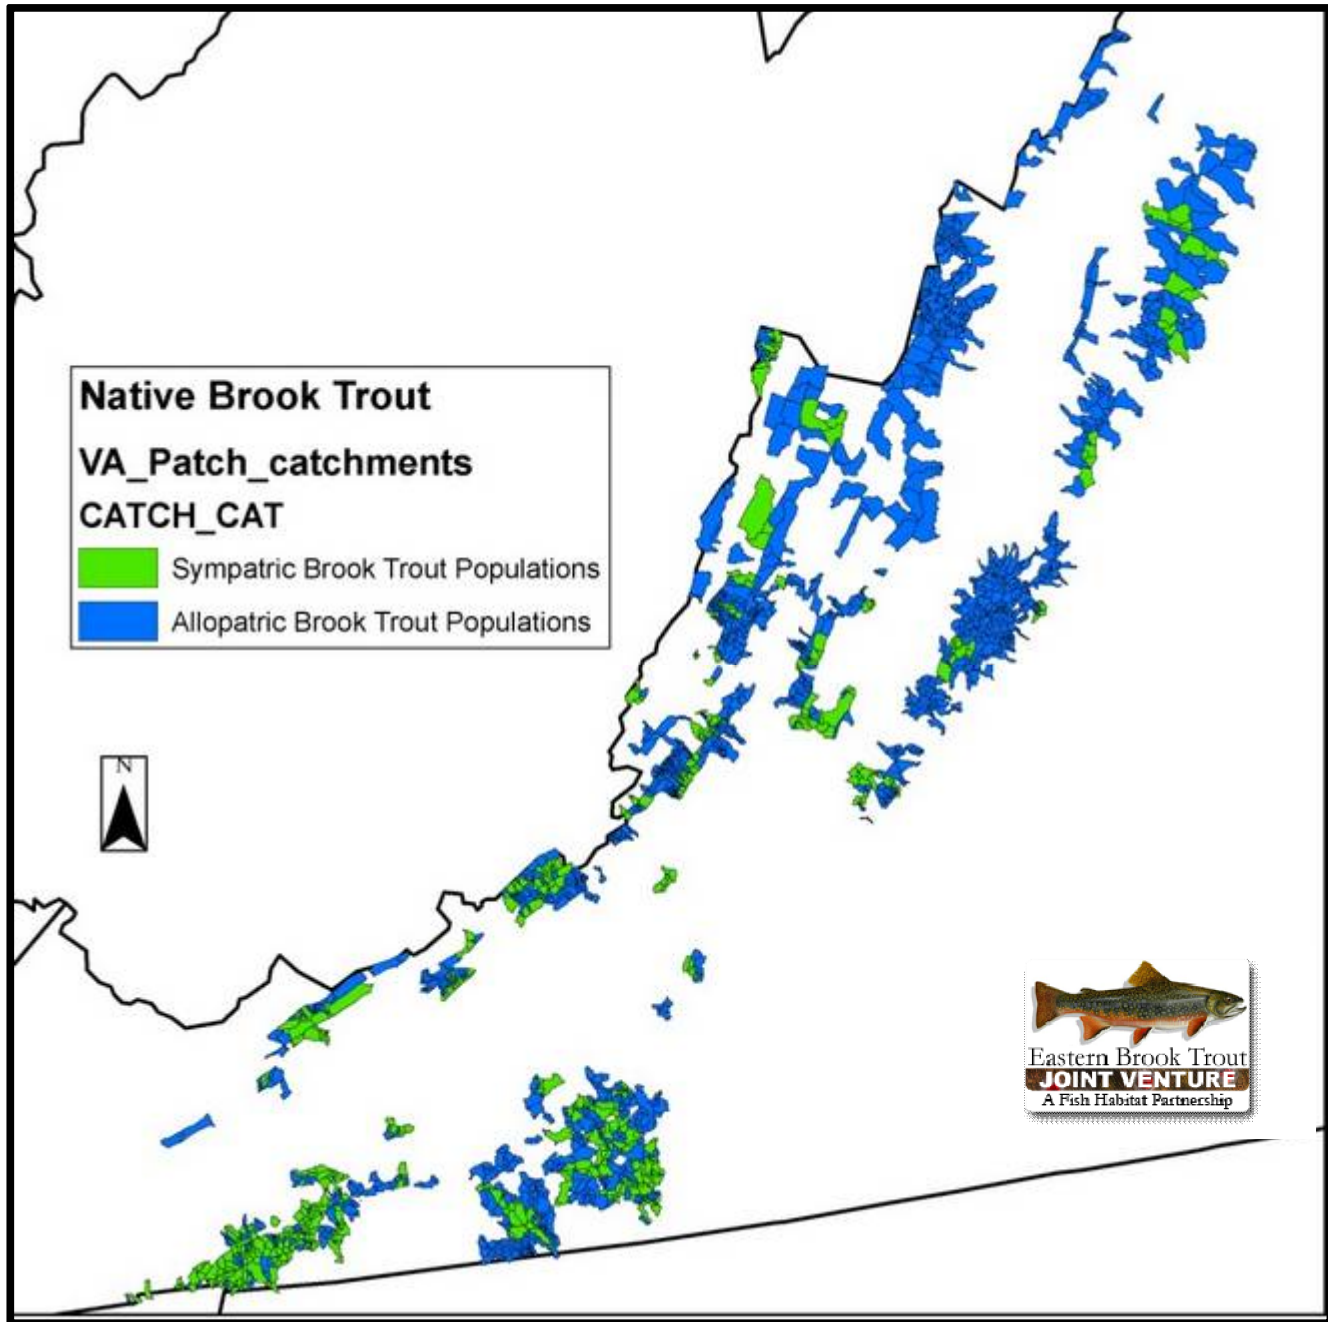 Native Brook Trout
VA_Patch_catchments
CATCH_CAT
Sympatric Brook Trout Populations
Allopatric Brook Trout Populations
N
Eastern Brook Trout
JOINT VENTURE
A Fish Habitat Partnership